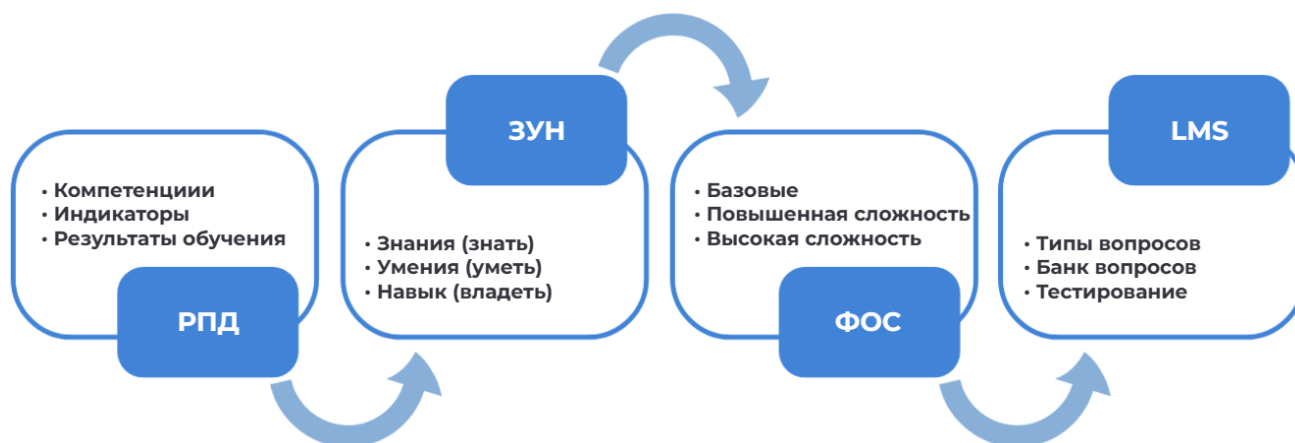 • Компетенциии
• Индикаторы
• Результаты обучения
РПД
ЗУН
• Знания (знать)
• Умения (уметь)
• Навык (владеть)
• Базовые
• Повышенная сложность
• Высокая сложность
ФОС
LMS
• Типы вопросов
• Банк вопросов
• Тестирование